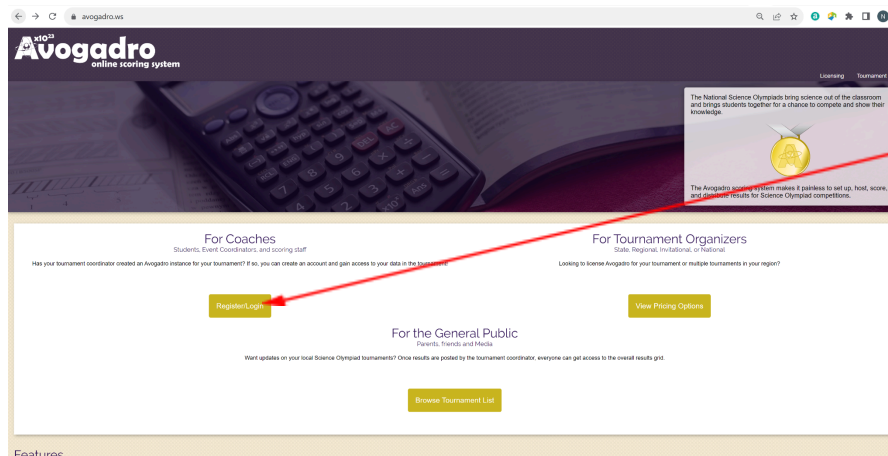 avogadro.ws
N
x10²³
Avogadro
online scoring system
Licensing Tournament
The National Science Olympiads bring science out of the classroom
and brings students together for a chance to compete and show their
knowledge.
The Avogadro scoring system makes it painless to set up, host, score,
and distribute results for Science Olympiad competitions.
For Coaches
Students, Event Coordinators, and scoring staff
Has your tournament coordinator created an Avogadro instance for your tournament? If so, you can create an account and gain access to your data in the tournament.
Register/Login
For Tournament Organizers
State, Regional, Invitational, or National
Looking to license Avogadro for your tournament or multiple tournaments in your region?
View Pricing Options
For the General Public
Parents, friends and Media
Want updates on your local Science Olympiad tournaments? Once results are posted by the tournament coordinator, everyone can get access to the overall results grid.
Browse Tournament List
Features